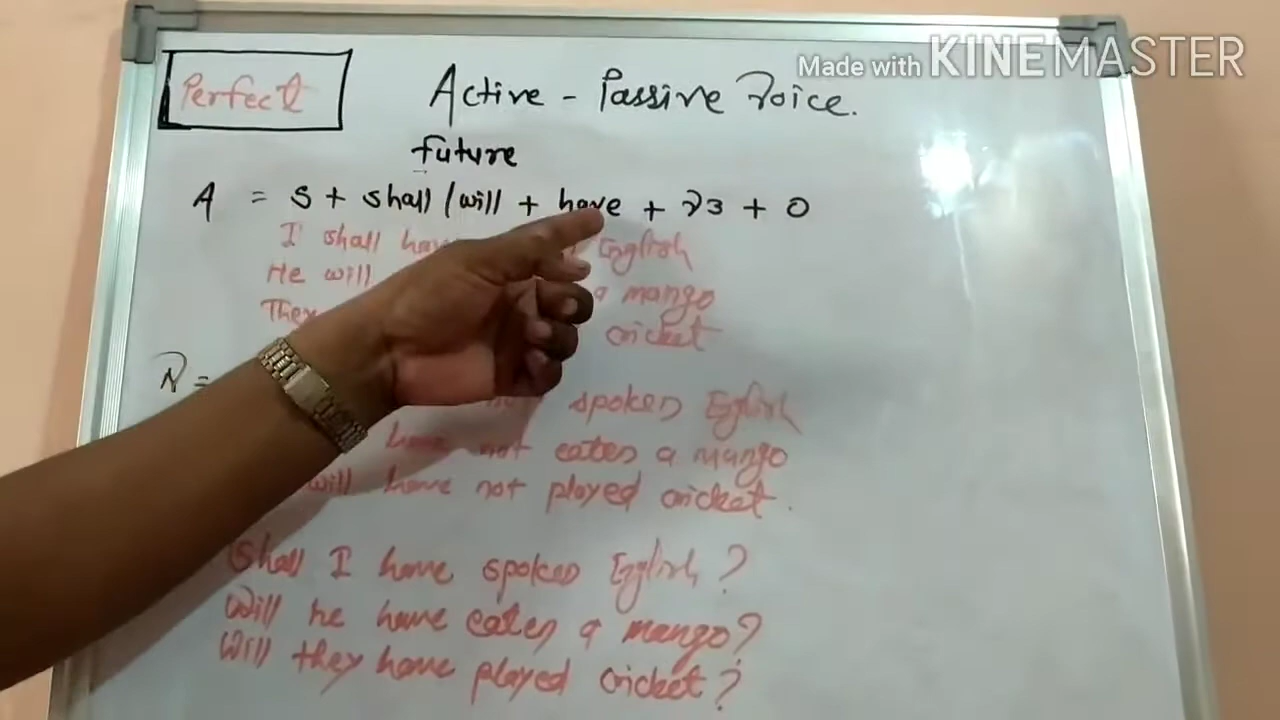 Made with KINEMASTER
Perfect Active - Passive Voice.
future
A = S + shall / will + have + V3 + O
I shall English
He will a mango
They cricket
N =
not spoken English
have not eaten a mango
will have not played cricket.
Shall I have spoken English?
Will he have eaten a mango?
Will they have played cricket?